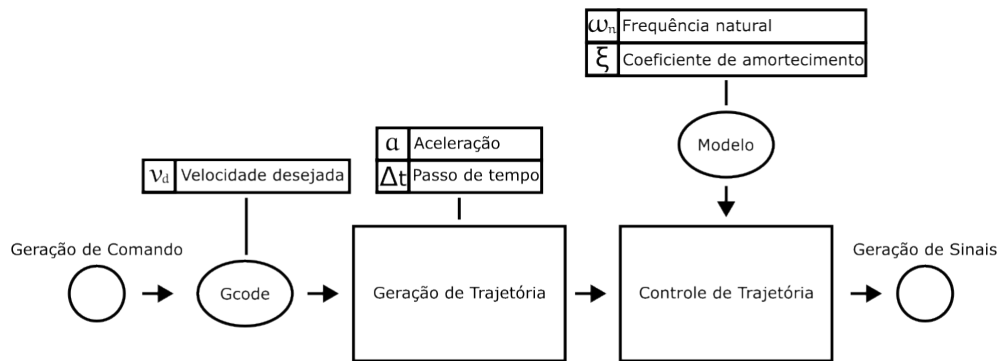 ωn Frequência natural
ξ Coeficiente de amortecimento
Modelo
a Aceleração
Δt Passo de tempo
vd Velocidade desejada
Geração de Comando
Gcode
Geração de Trajetória
Controle de Trajetória
Geração de Sinais